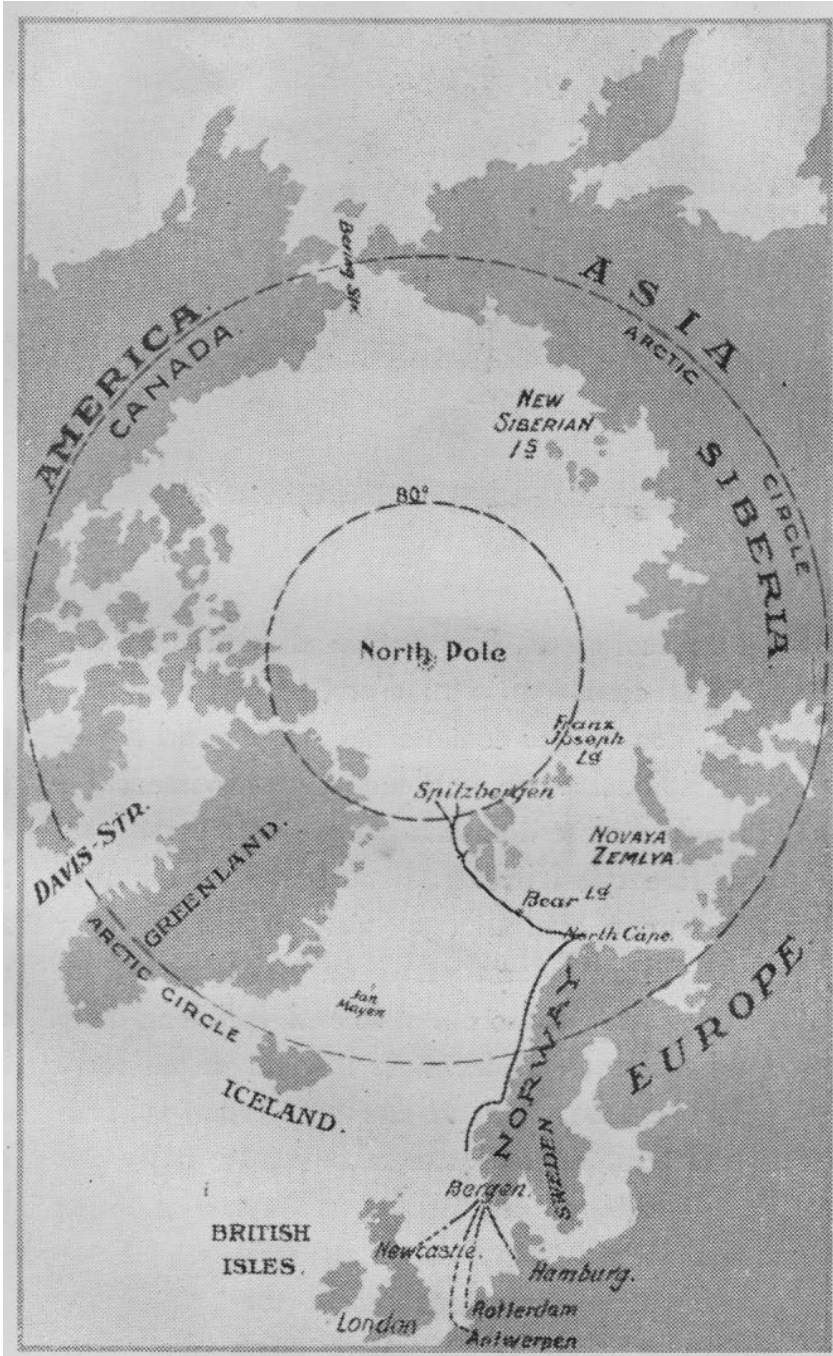 Bering Str.
ASIA
ARCTIC
AMERICA.
CANADA.
NEW
SIBERIAN
IS
CIRCLE
SIBERIA.
80°
North Pole
Franz
Joseph
Ld
Spitzbergen
DAVIS-STR.
GREENLAND.
NOVAYA
ZEMLYA.
Bear Ld
North Cape.
ARCTIC CIRCLE
Jan
Mayen
NORWAY
EUROPE.
ICELAND.
SWEDEN
Bergen.
BRITISH
ISLES.
Newcastle.
Hamburg.
Rotterdam
London
Antwerpen